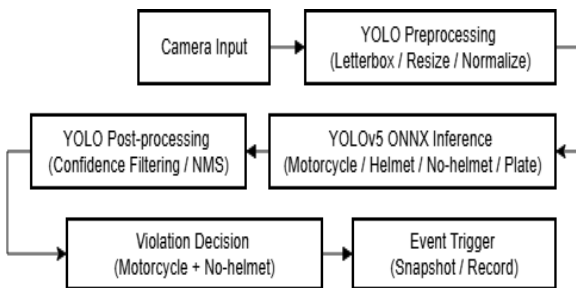 Camera Input
YOLO Preprocessing
(Letterbox / Resize / Normalize)
YOLO Post-processing
(Confidence Filtering / NMS)
YOLOv5 ONNX Inference
(Motorcycle / Helmet / No-helmet / Plate)
Violation Decision
(Motorcycle + No-helmet)
Event Trigger
(Snapshot / Record)